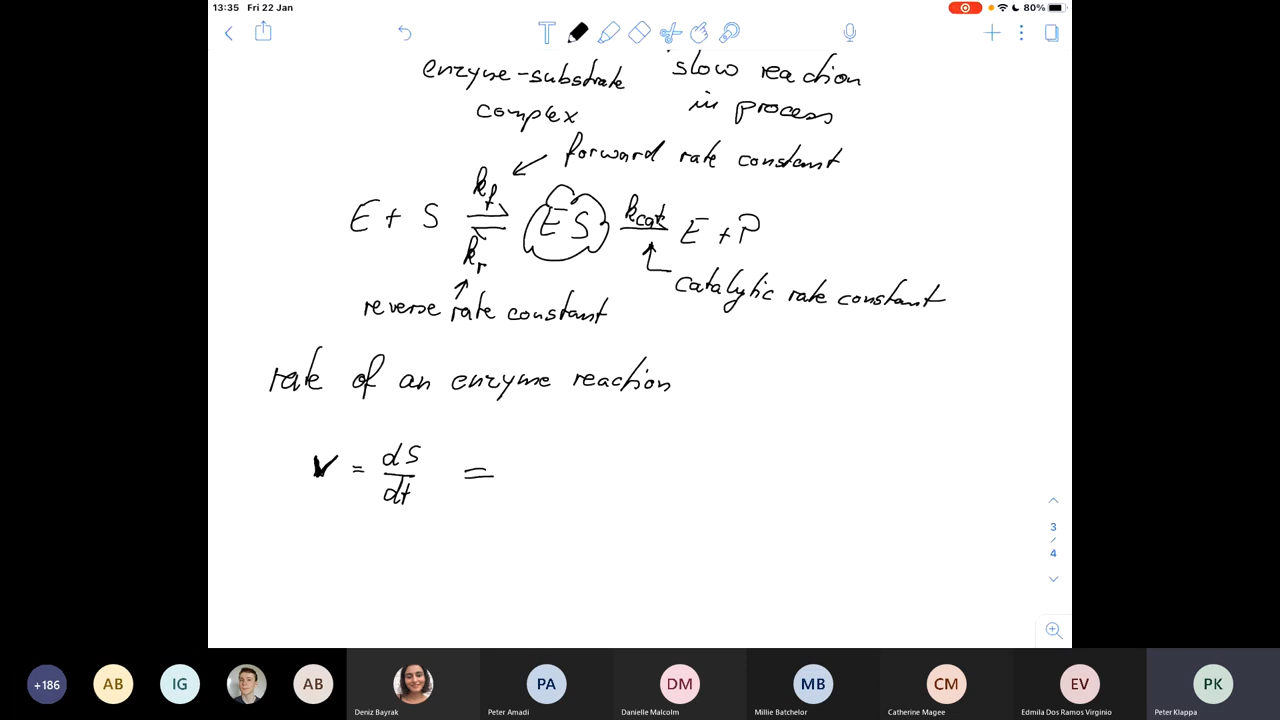 13:35 Fri 22 Jan
80%
T
enzyme-substrate
complex
slow reaction
in process
forward rate constant
E + S kf kr ES kcat E + P
catalytic rate constant
reverse rate constant
rate of an enzyme reaction
v = dS/dt =
3
/
4
+186
AB
IG
AB
PA
DM
MB
CM
EV
PK
Deniz Bayrak
Peter Amadi
Danielle Malcolm
Millie Batchelor
Catherine Magee
Edmila Dos Ramos Virginio
Peter Klappa